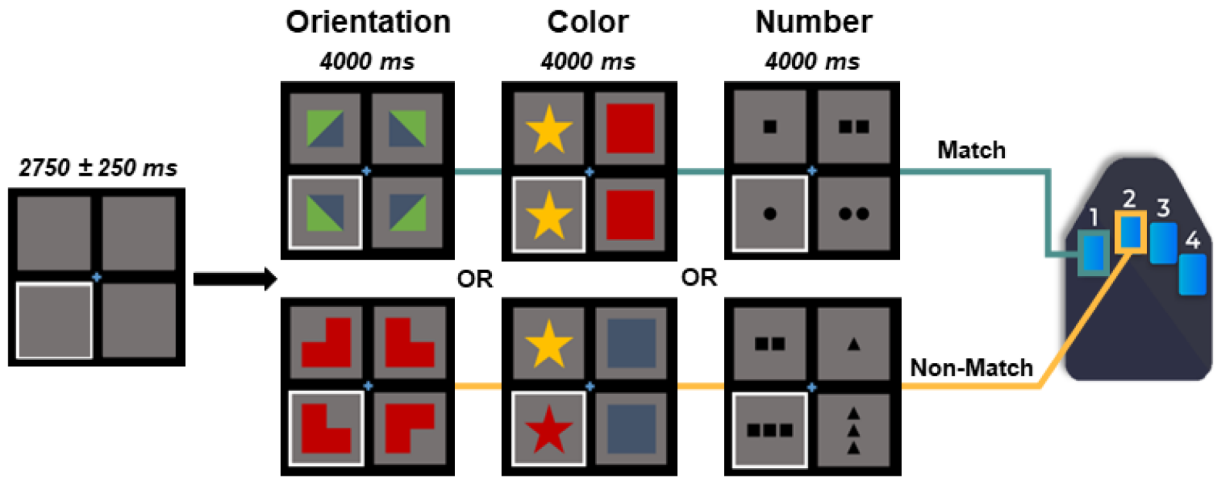 Orientation
Color
Number
4000 ms
4000 ms
4000 ms
2750 ± 250 ms
Match
1
2
3
4
OR
OR
Non-Match